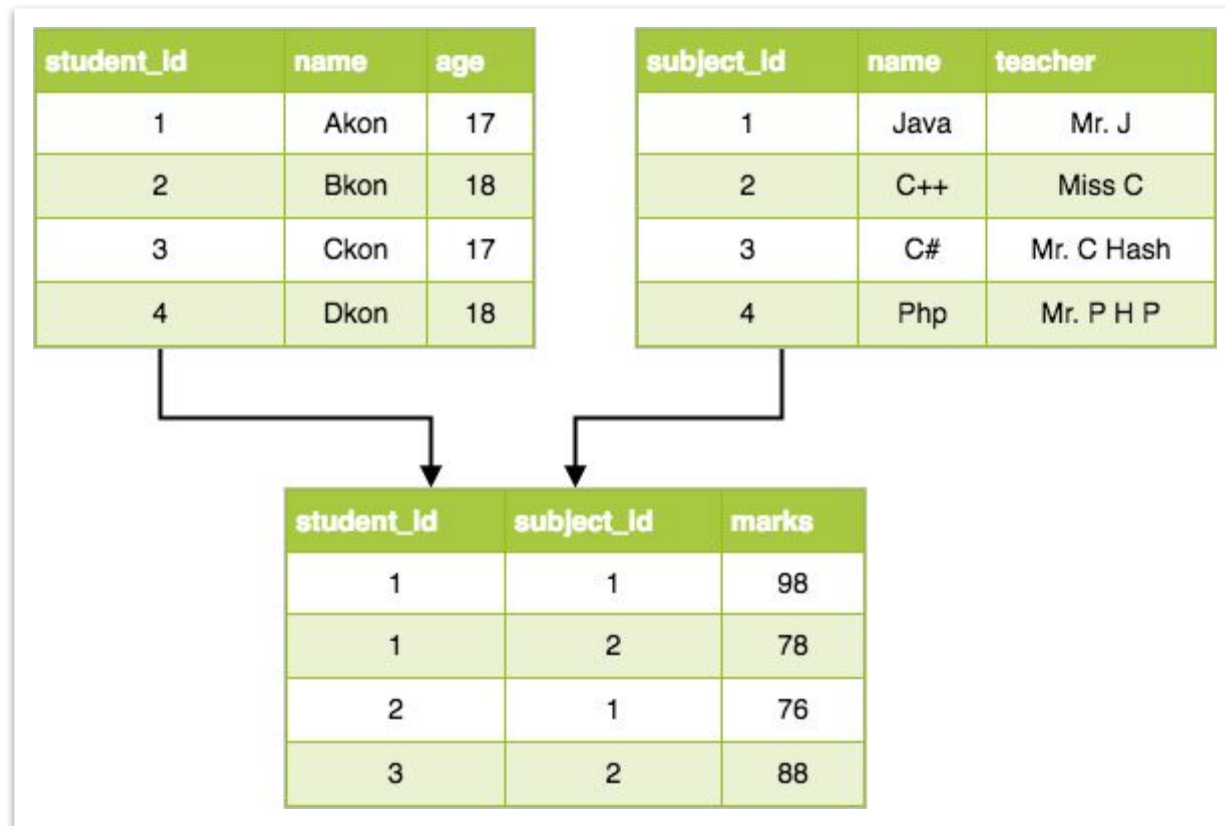 student_id name age
1 Akon 17
2 Bkon 18
3 Ckon 17
4 Dkon 18
subject_id name teacher
1 Java Mr. J
2 C++ Miss C
3 C# Mr. C Hash
4 Php Mr. P H P
student_id subject_id marks
1 1 98
1 2 78
2 1 76
3 2 88